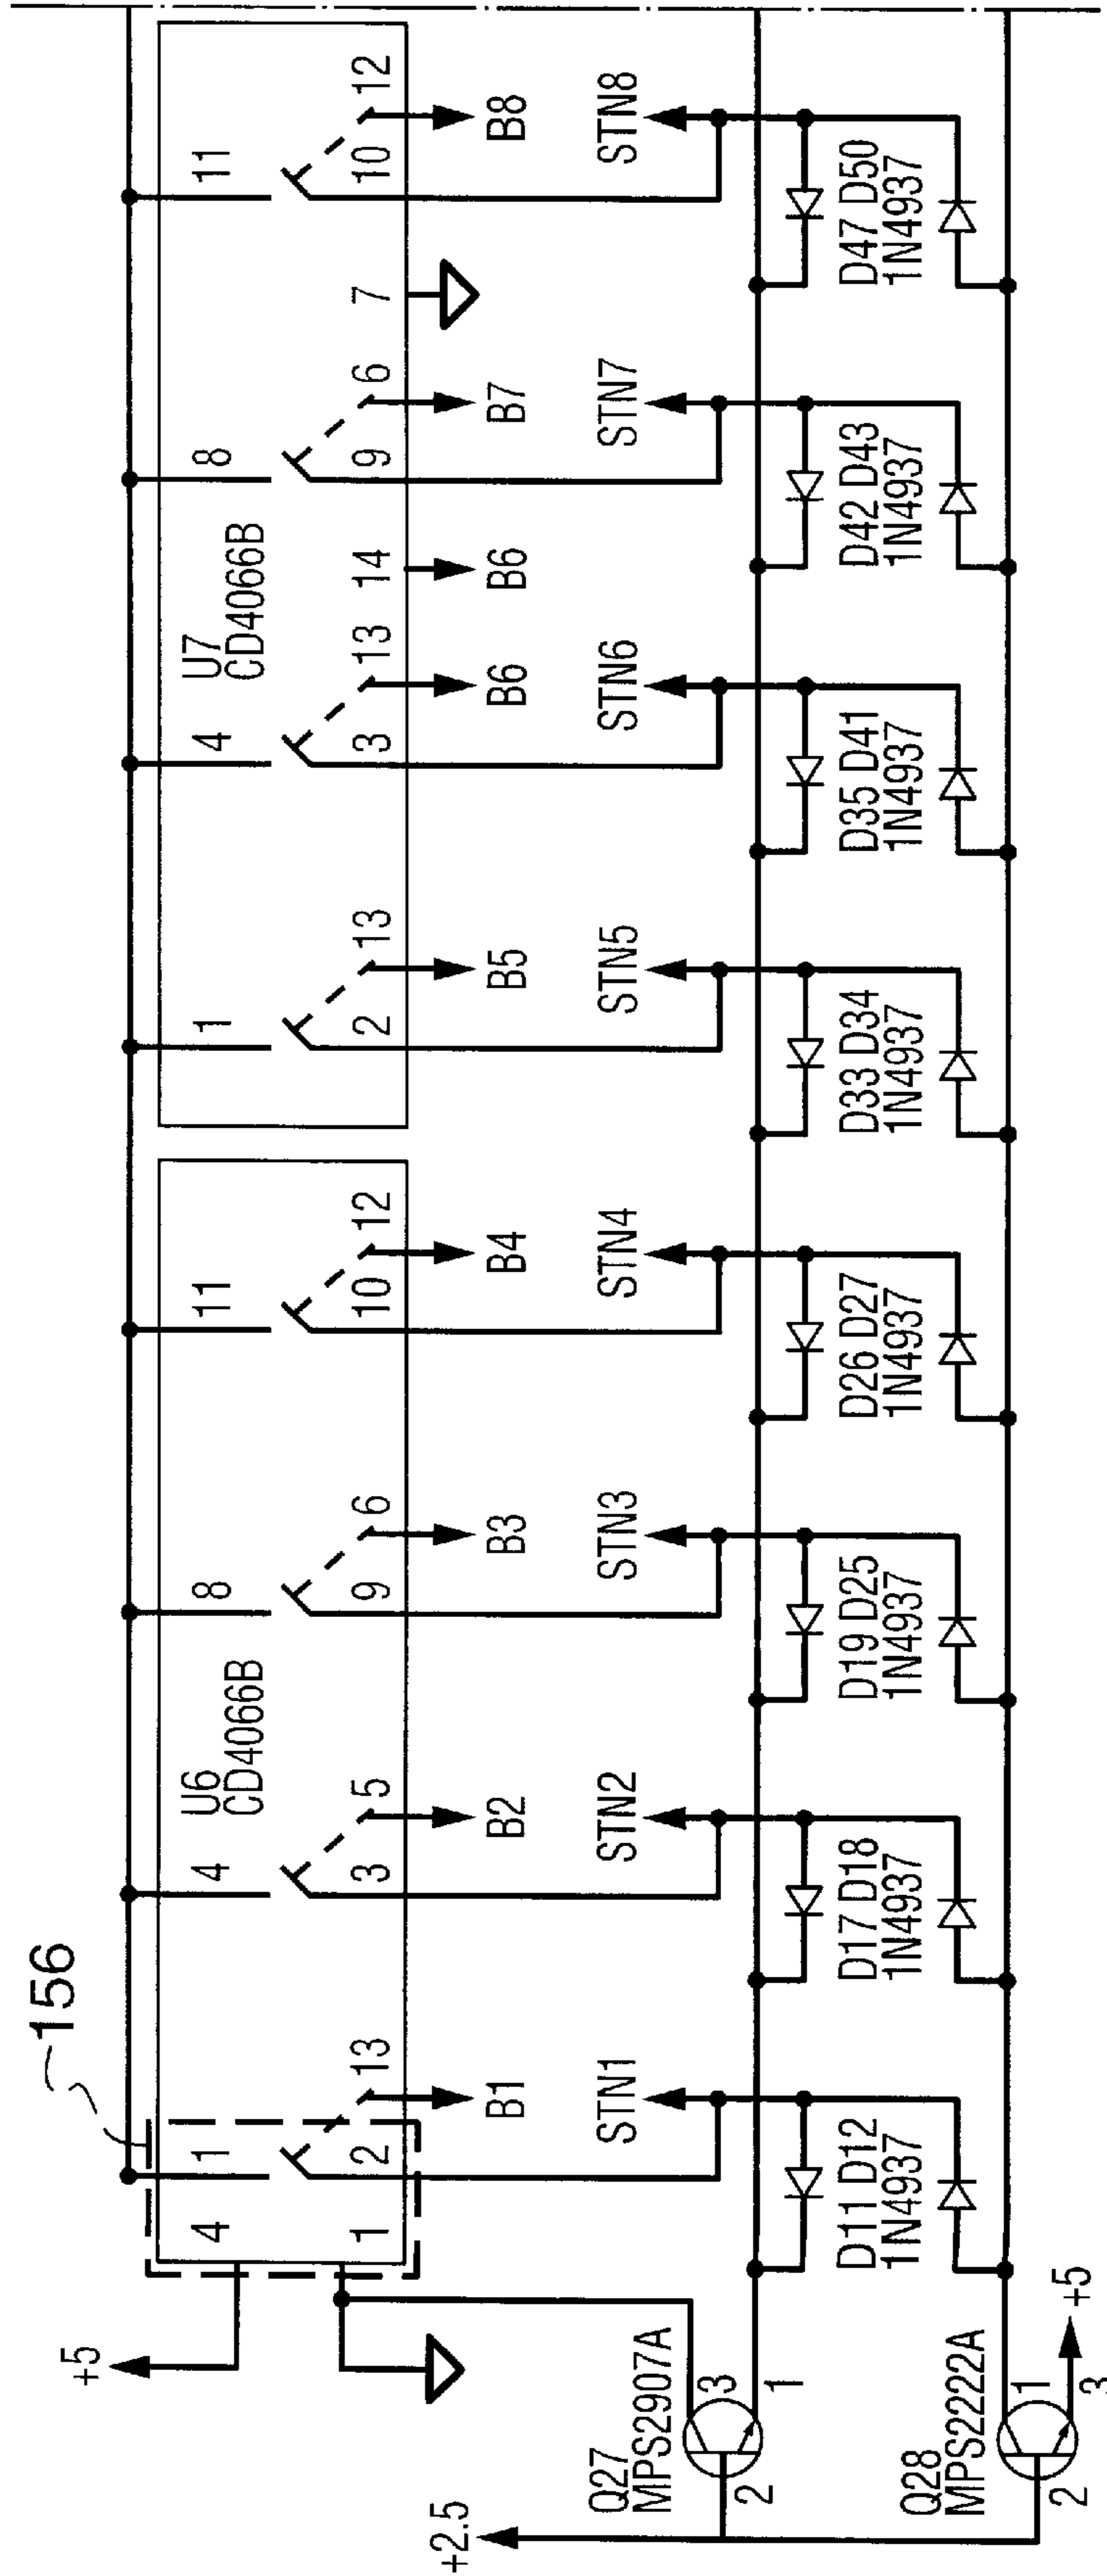 156
+5
4
1
1
2
13
B1
U6
CD4066B
4
3
5
B2
8
9
6
B3
11
10
12
B4
1
2
13
B5
U7
CD4066B
4
3
13
B6
14
B6
8
9
6
B7
7
11
10
12
B8
STN1
STN2
STN3
STN4
STN5
STN6
STN7
STN8
D11 D12
1N4937
D17 D18
1N4937
D19 D25
1N4937
D26 D27
1N4937
D33 D34
1N4937
D35 D41
1N4937
D42 D43
1N4937
D47 D50
1N4937
+2.5
Q27
MPS2907A
3
2
1
Q28
MPS2222A
1
2
3
+5